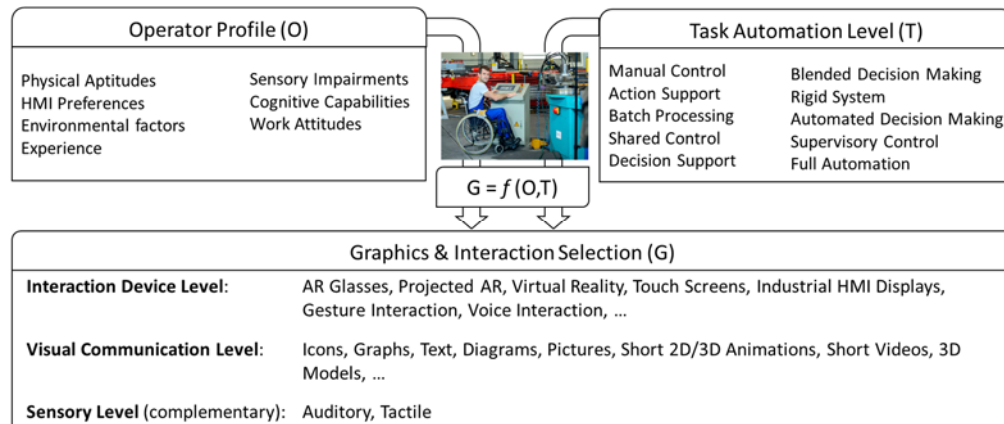 Operator Profile (O)
Physical Aptitudes
HMI Preferences
Environmental factors
Experience
Sensory Impairments
Cognitive Capabilities
Work Attitudes
Task Automation Level (T)
Manual Control
Action Support
Batch Processing
Shared Control
Decision Support
Blended Decision Making
Rigid System
Automated Decision Making
Supervisory Control
Full Automation
G = f (O,T)
Graphics & Interaction Selection (G)
Interaction Device Level: AR Glasses, Projected AR, Virtual Reality, Touch Screens, Industrial HMI Displays,
Gesture Interaction, Voice Interaction, ...
Visual Communication Level: Icons, Graphs, Text, Diagrams, Pictures, Short 2D/3D Animations, Short Videos, 3D
Models, ...
Sensory Level (complementary): Auditory, Tactile